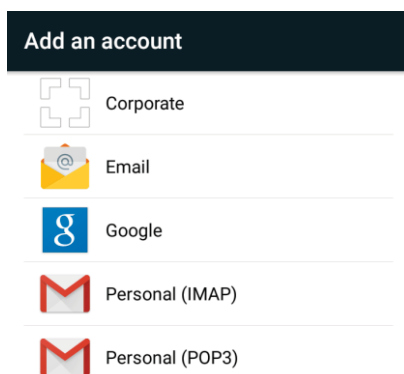 Add an account
Corporate
@
Email
g
Google
Personal (IMAP)
Personal (POP3)